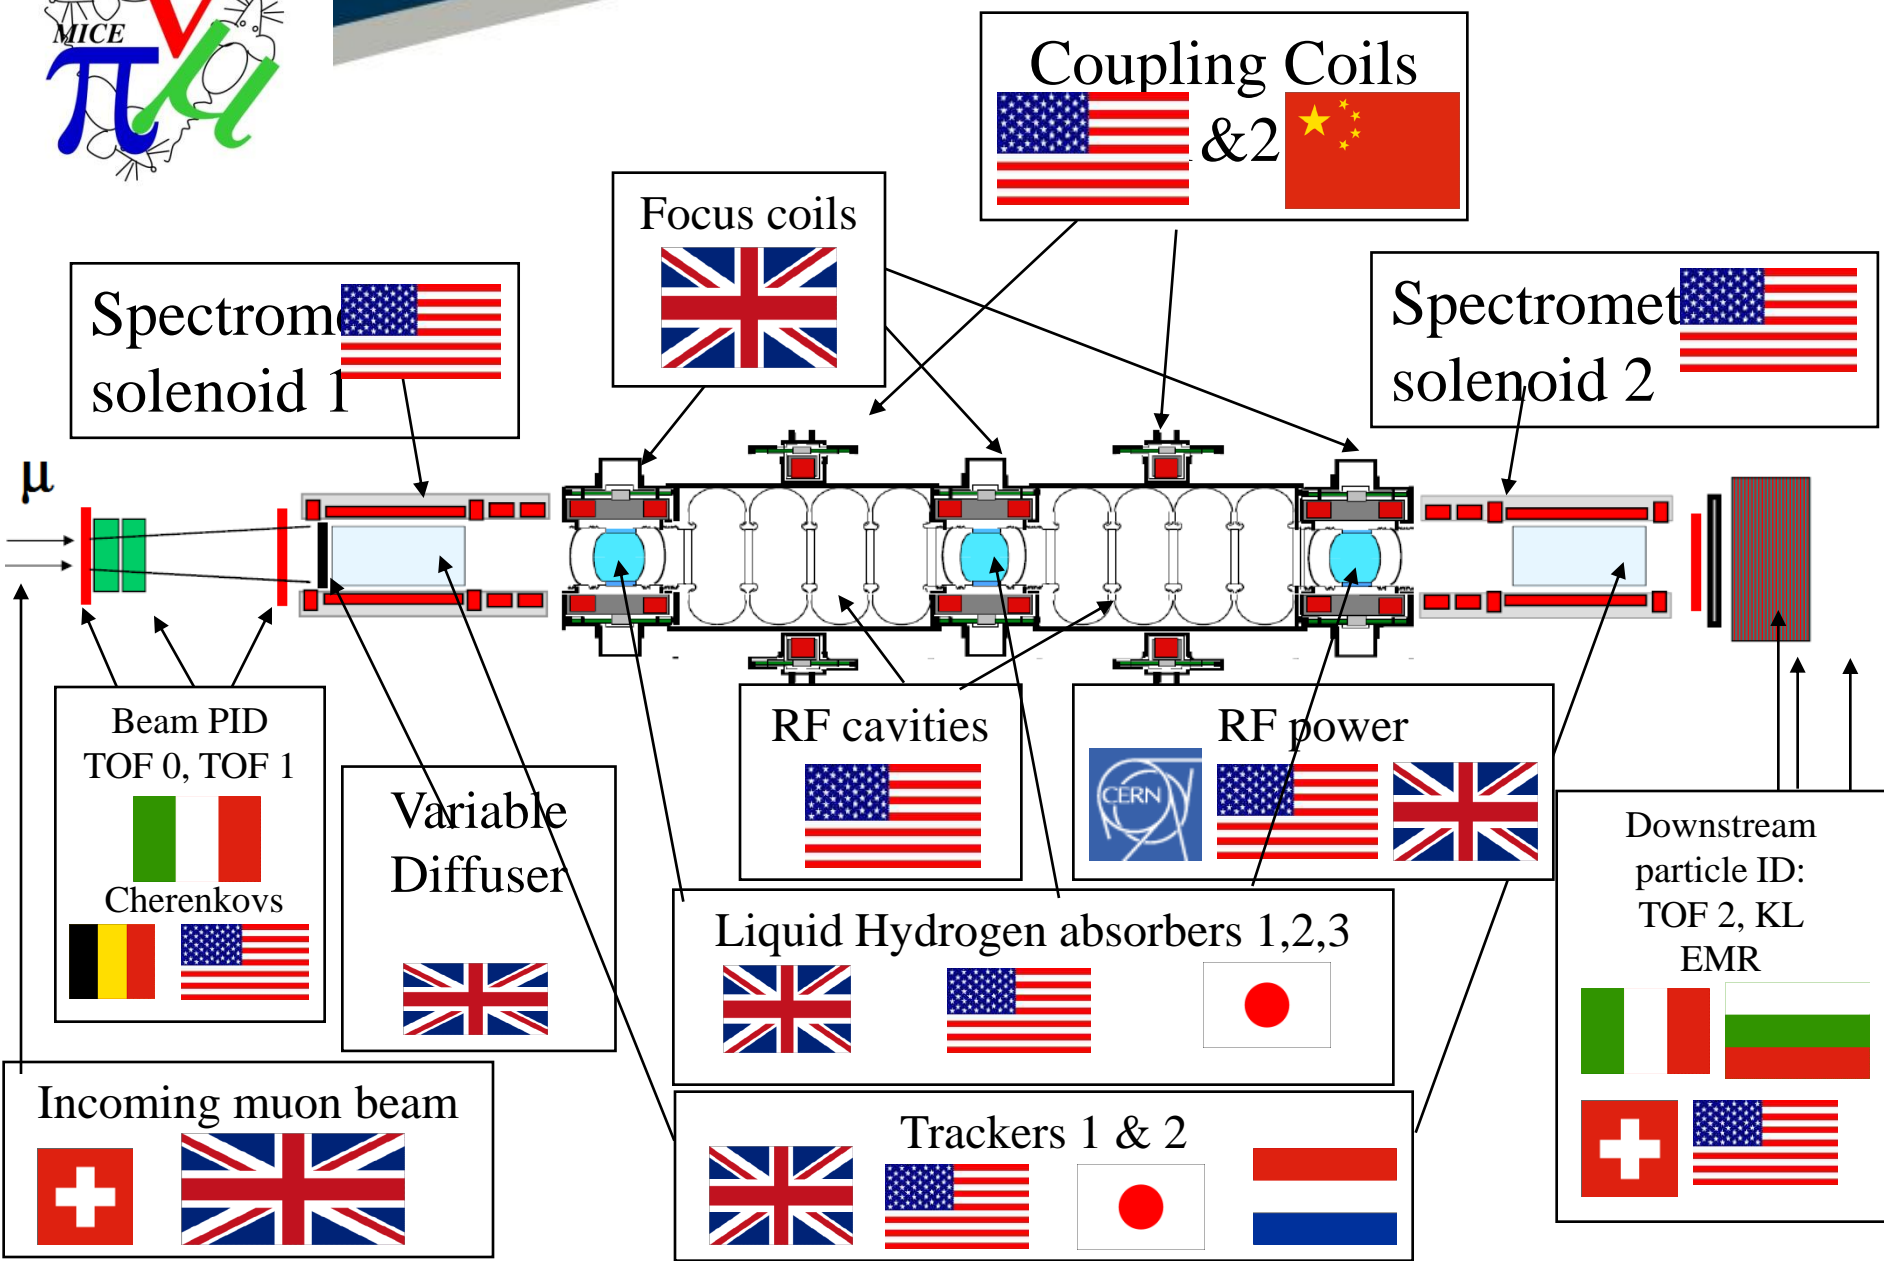 MICE
πνμ
Coupling Coils
&2
Focus coils
solenoid 1
solenoid 2
μ
Beam PID
TOF 0, TOF 1
Cherenkovs
Variable
Diffuser
RF cavities
RF power
CERN
Downstream
particle ID:
TOF 2, KL
EMR
Liquid Hydrogen absorbers 1,2,3
Incoming muon beam
Trackers 1 & 2